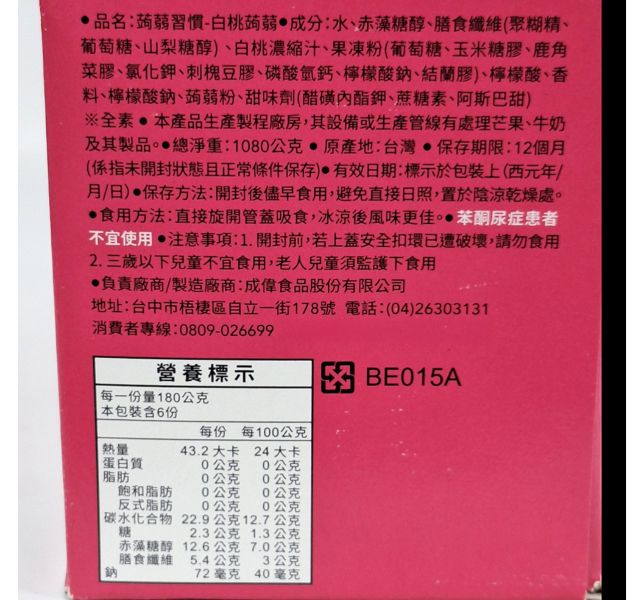 ●品名:蒟蒻習慣-白桃蒟蒻●成分:水、赤藻糖醇、膳食纖維(聚糊精、
葡萄糖、山梨糖醇)、白桃濃縮汁、果凍粉(葡萄糖、玉米糖膠、鹿角
菜膠、氯化鉀、刺槐豆膠、磷酸氫鈣、檸檬酸鈉、結蘭膠)、檸檬酸、香
料、檸檬酸鈉、蒟蒻粉、甜味劑(醋磺內酯鉀、蔗糖素、阿斯巴甜)
※全素 ● 本產品生產製程廠房,其設備或生產管線有處理芒果、牛奶
及其製品。●總淨重:1080公克 ● 原產地:台灣 ● 保存期限:12個月
(係指未開封狀態且正常條件保存)● 有效日期:標示於包裝上(西元年/
月/日)●保存方法:開封後儘早食用,避免直接日照,置於陰涼乾燥處。
●食用方法:直接旋開管蓋吸食,冰涼後風味更佳。● 苯酮尿症患者
不宜使用 ●注意事項:1. 開封前,若上蓋安全扣環已遭破壞,請勿食用
2. 三歲以下兒童不宜食用,老人兒童須監護下食用
●負責廠商/製造廠商:成偉食品股份有限公司
地址:台中市梧棲區自立一街178號 電話:(04)26303131
消費者專線:0809-026699
營養標示
BE015A
每一份量180公克
本包裝含6份
每份 每100公克
熱量 43.2 大卡 24 大卡
蛋白質 0 公克 0 公克
脂肪 0 公克 0 公克
飽和脂肪 0 公克 0 公克
反式脂肪 0 公克 0 公克
碳水化合物 22.9 公克 12.7 公克
糖 2.3 公克 1.3 公克
赤藻糖醇 12.6 公克 7.0 公克
膳食纖維 5.4 公克 3 公克
鈉 72 毫克 40 毫克